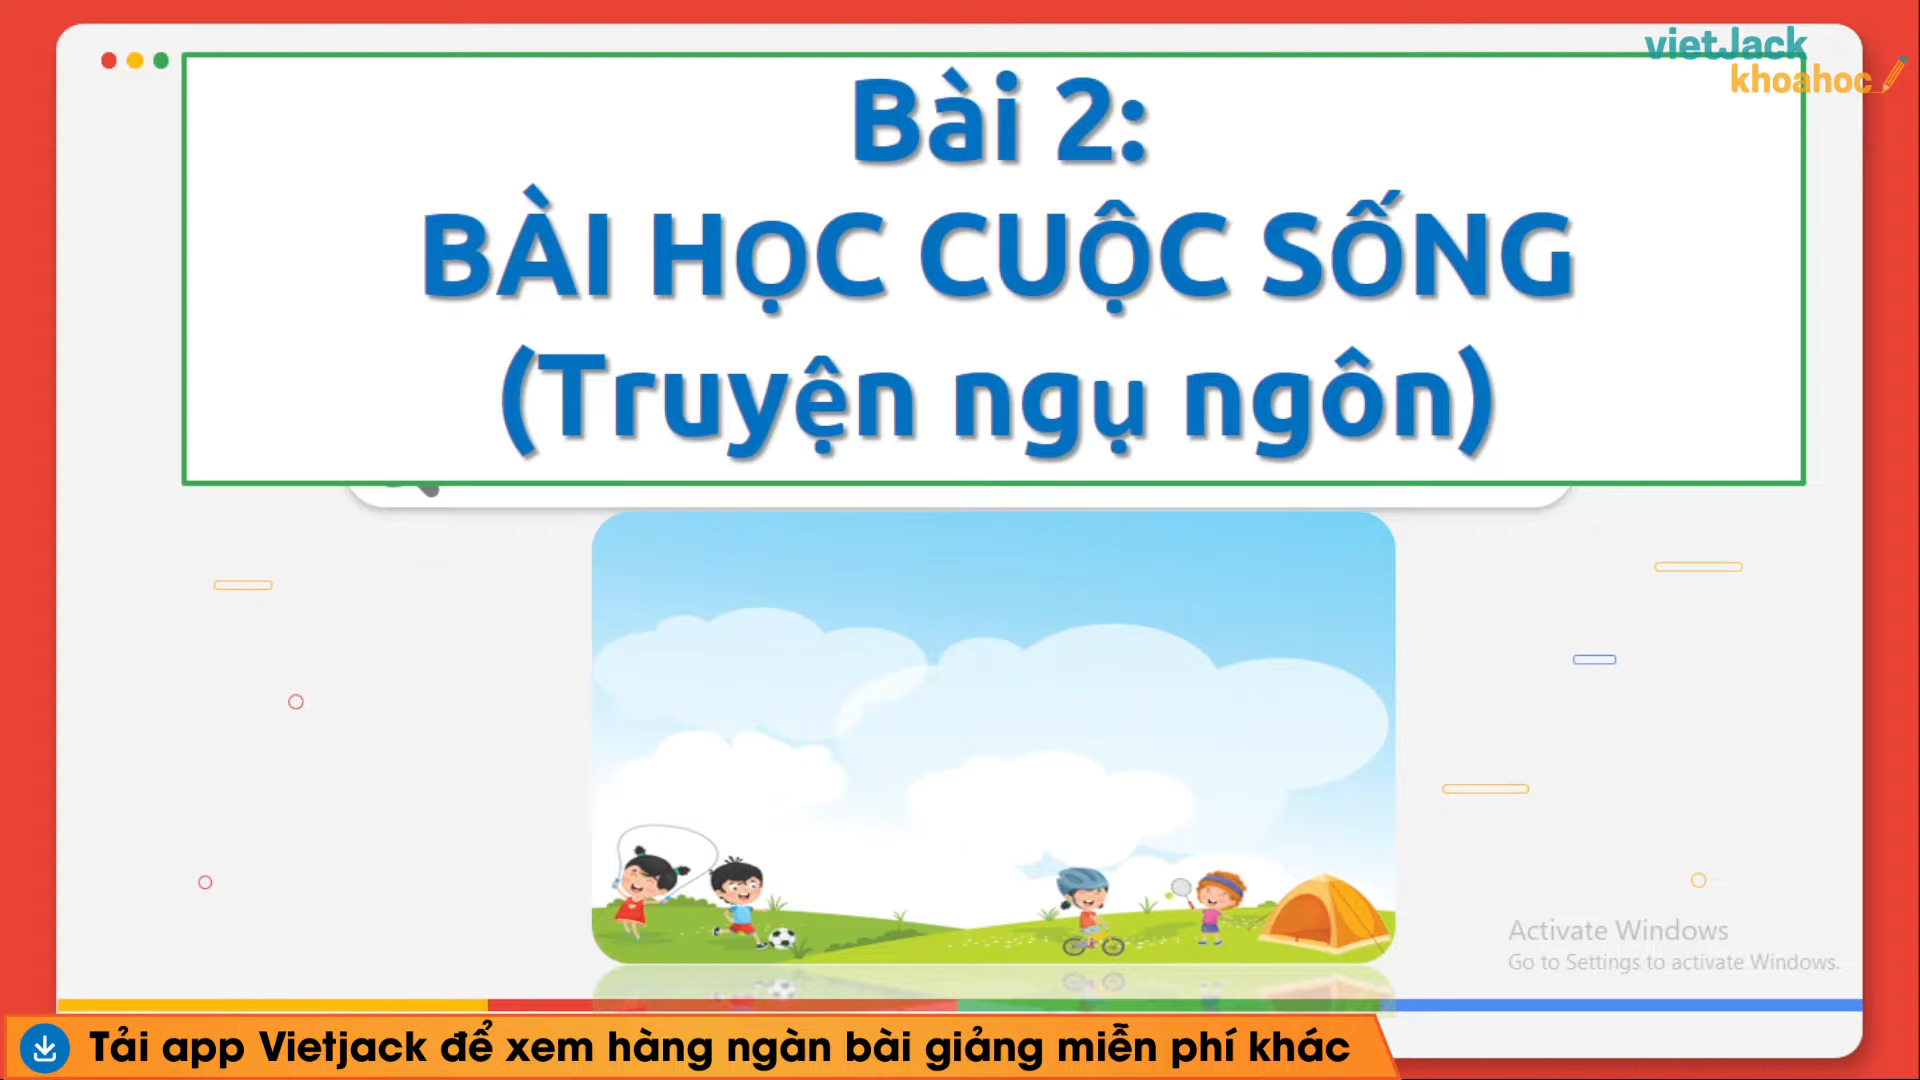 vietJack
khoahoc
Bài 2:
BÀI HỌC CUỘC SỐNG
(Truyện ngụ ngôn)
Activate Windows
Go to Settings to activate Windows.
Tải app Vietjack để xem hàng ngàn bài giảng miễn phí khác